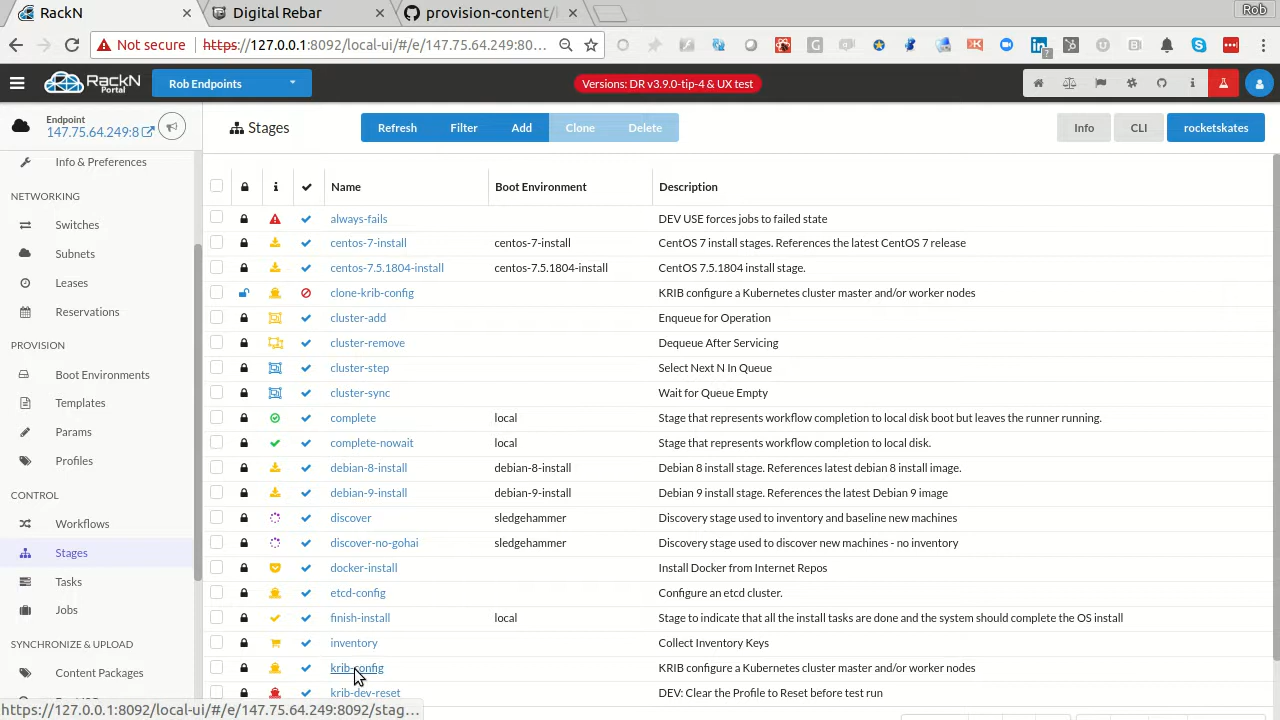 RackN
Digital Rebar
provision-content/
Rob
Not secure
https://127.0.0.1:8092/local-ui/#/e/147.75.64.249:80...
RackN Portal
Rob Endpoints
Versions: DR v3.9.0-tip-4 & UX test
Endpoint
147.75.64.249:8
Stages
Refresh
Filter
Add
Clone
Delete
Info
CLI
rocketskates
Info & Preferences
NETWORKING
Switches
Subnets
Leases
Reservations
PROVISION
Boot Environments
Templates
Params
Profiles
CONTROL
Workflows
Stages
Tasks
Jobs
SYNCHRONIZE & UPLOAD
Content Packages
Name Boot Environment Description
always-fails DEV USE forces jobs to failed state
centos-7-install centos-7-install CentOS 7 install stages. References the latest CentOS 7 release
centos-7.5.1804-install centos-7.5.1804-install CentOS 7.5.1804 install stage.
clone-krib-config KRIB configure a Kubernetes cluster master and/or worker nodes
cluster-add Enqueue for Operation
cluster-remove Dequeue After Servicing
cluster-step Select Next N In Queue
cluster-sync Wait for Queue Empty
complete local Stage that represents workflow completion to local disk boot but leaves the runner running.
complete-nowait local Stage that represents workflow completion to local disk.
debian-8-install debian-8-install Debian 8 install stage. References latest debian 8 install image.
debian-9-install debian-9-install Debian 9 install stage. References the latest Debian 9 image
discover sledgehammer Discovery stage used to inventory and baseline new machines
discover-no-gohai sledgehammer Discovery stage used to discover new machines - no inventory
docker-install Install Docker from Internet Repos
etcd-config Configure an etcd cluster.
finish-install local Stage to indicate that all the install tasks are done and the system should complete the OS install
inventory Collect Inventory Keys
krib-config KRIB configure a Kubernetes cluster master and/or worker nodes
krib-dev-reset DEV: Clear the Profile to Reset before test run
https://127.0.0.1:8092/local-ui/#/e/147.75.64.249:8092/stag...